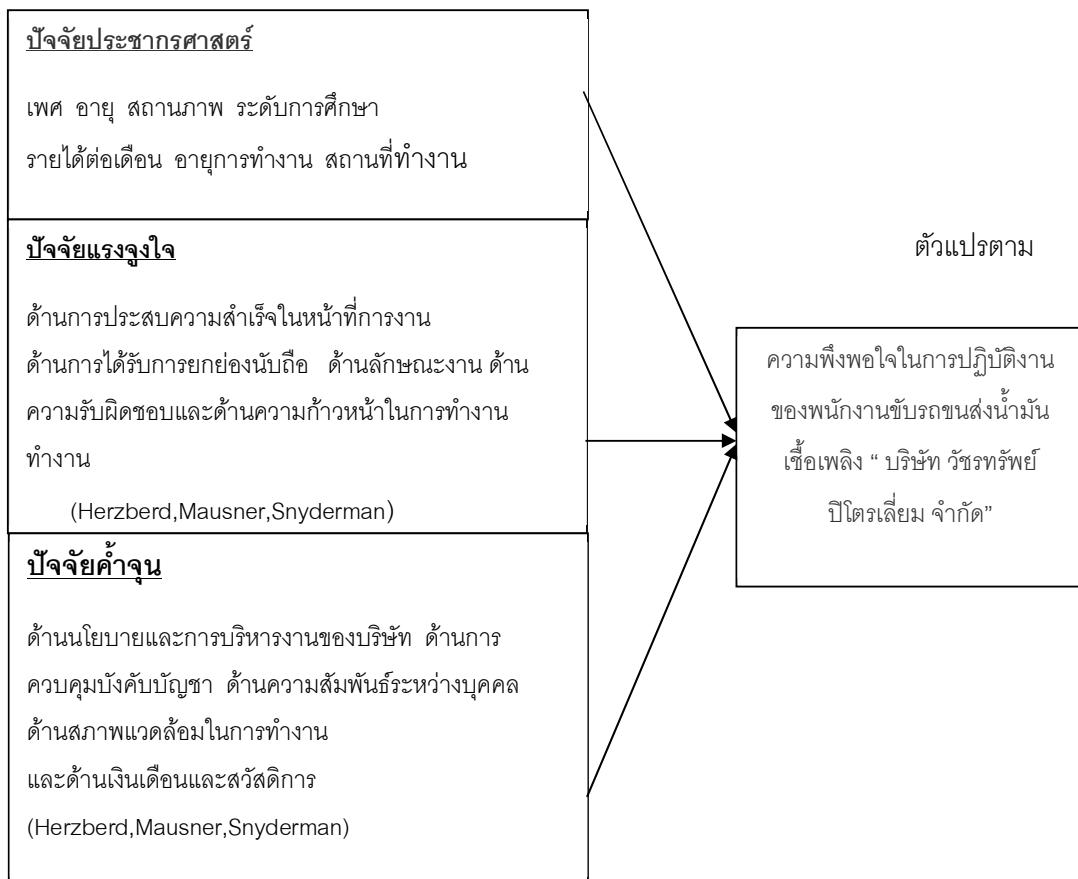 ปัจจัยประชากรศาสตร์
เพศ อายุ สถานภาพ ระดับการศึกษา
รายได้ต่อเดือน อายุการทำงาน สถานที่ทำงาน
ปัจจัยแรงจูงใจ
ด้านการประสบความสำเร็จในหน้าที่การงาน
ด้านการได้รับการยกย่องนับถือ ด้านลักษณะงาน ด้าน
ความรับผิดชอบและด้านความก้าวหน้าในการทำงาน
ทำงาน
(Herzberd,Mausner,Snyderman)
ปัจจัยค้ำจุน
ด้านนโยบายและการบริหารงานของบริษัท ด้านการ
ควบคุมบังคับบัญชา ด้านความสัมพันธ์ระหว่างบุคคล
ด้านสภาพแวดล้อมในการทำงาน
และด้านเงินเดือนและสวัสดิการ
(Herzberd,Mausner,Snyderman)
ตัวแปรตาม
ความพึงพอใจในการปฏิบัติงาน
ของพนักงานขับรถขนส่งน้ำมัน
เชื้อเพลิง “ บริษัท วัชรทรัพย์
ปิโตรเลี่ยม จำกัด”